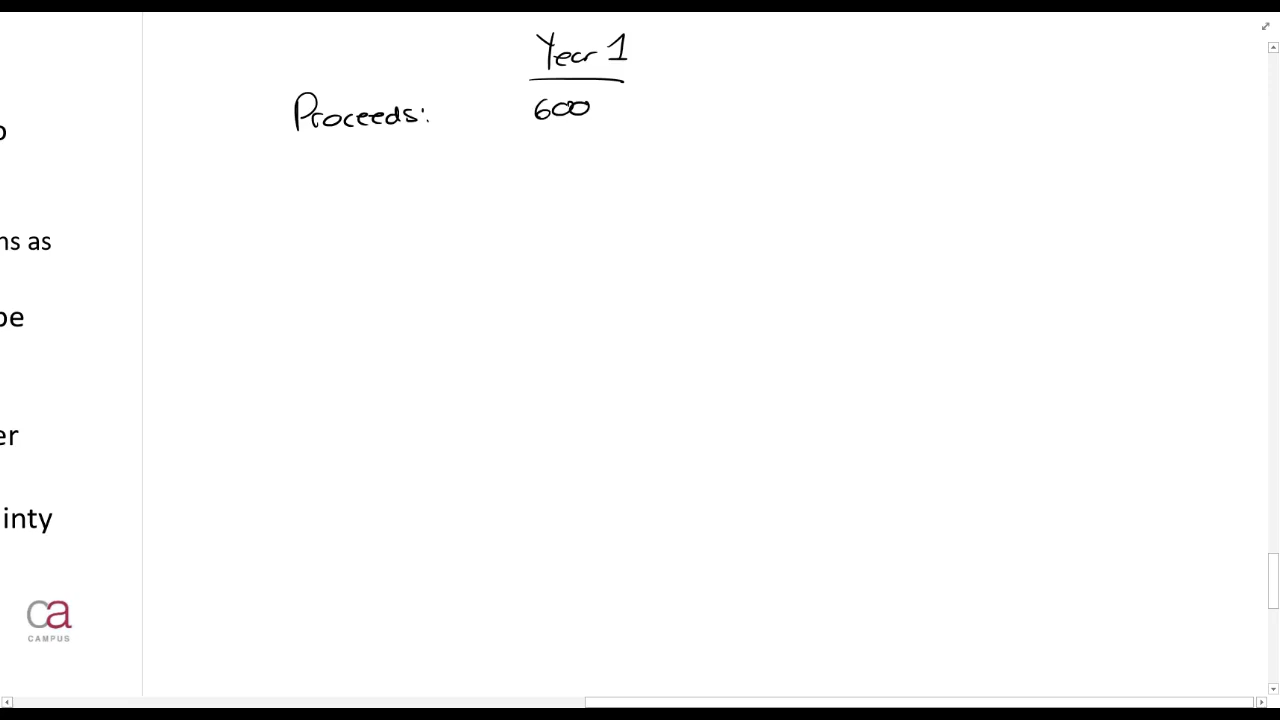 Year 1
Proceeds: 600
o
ns as
be
er
inty
ca
CAMPUS